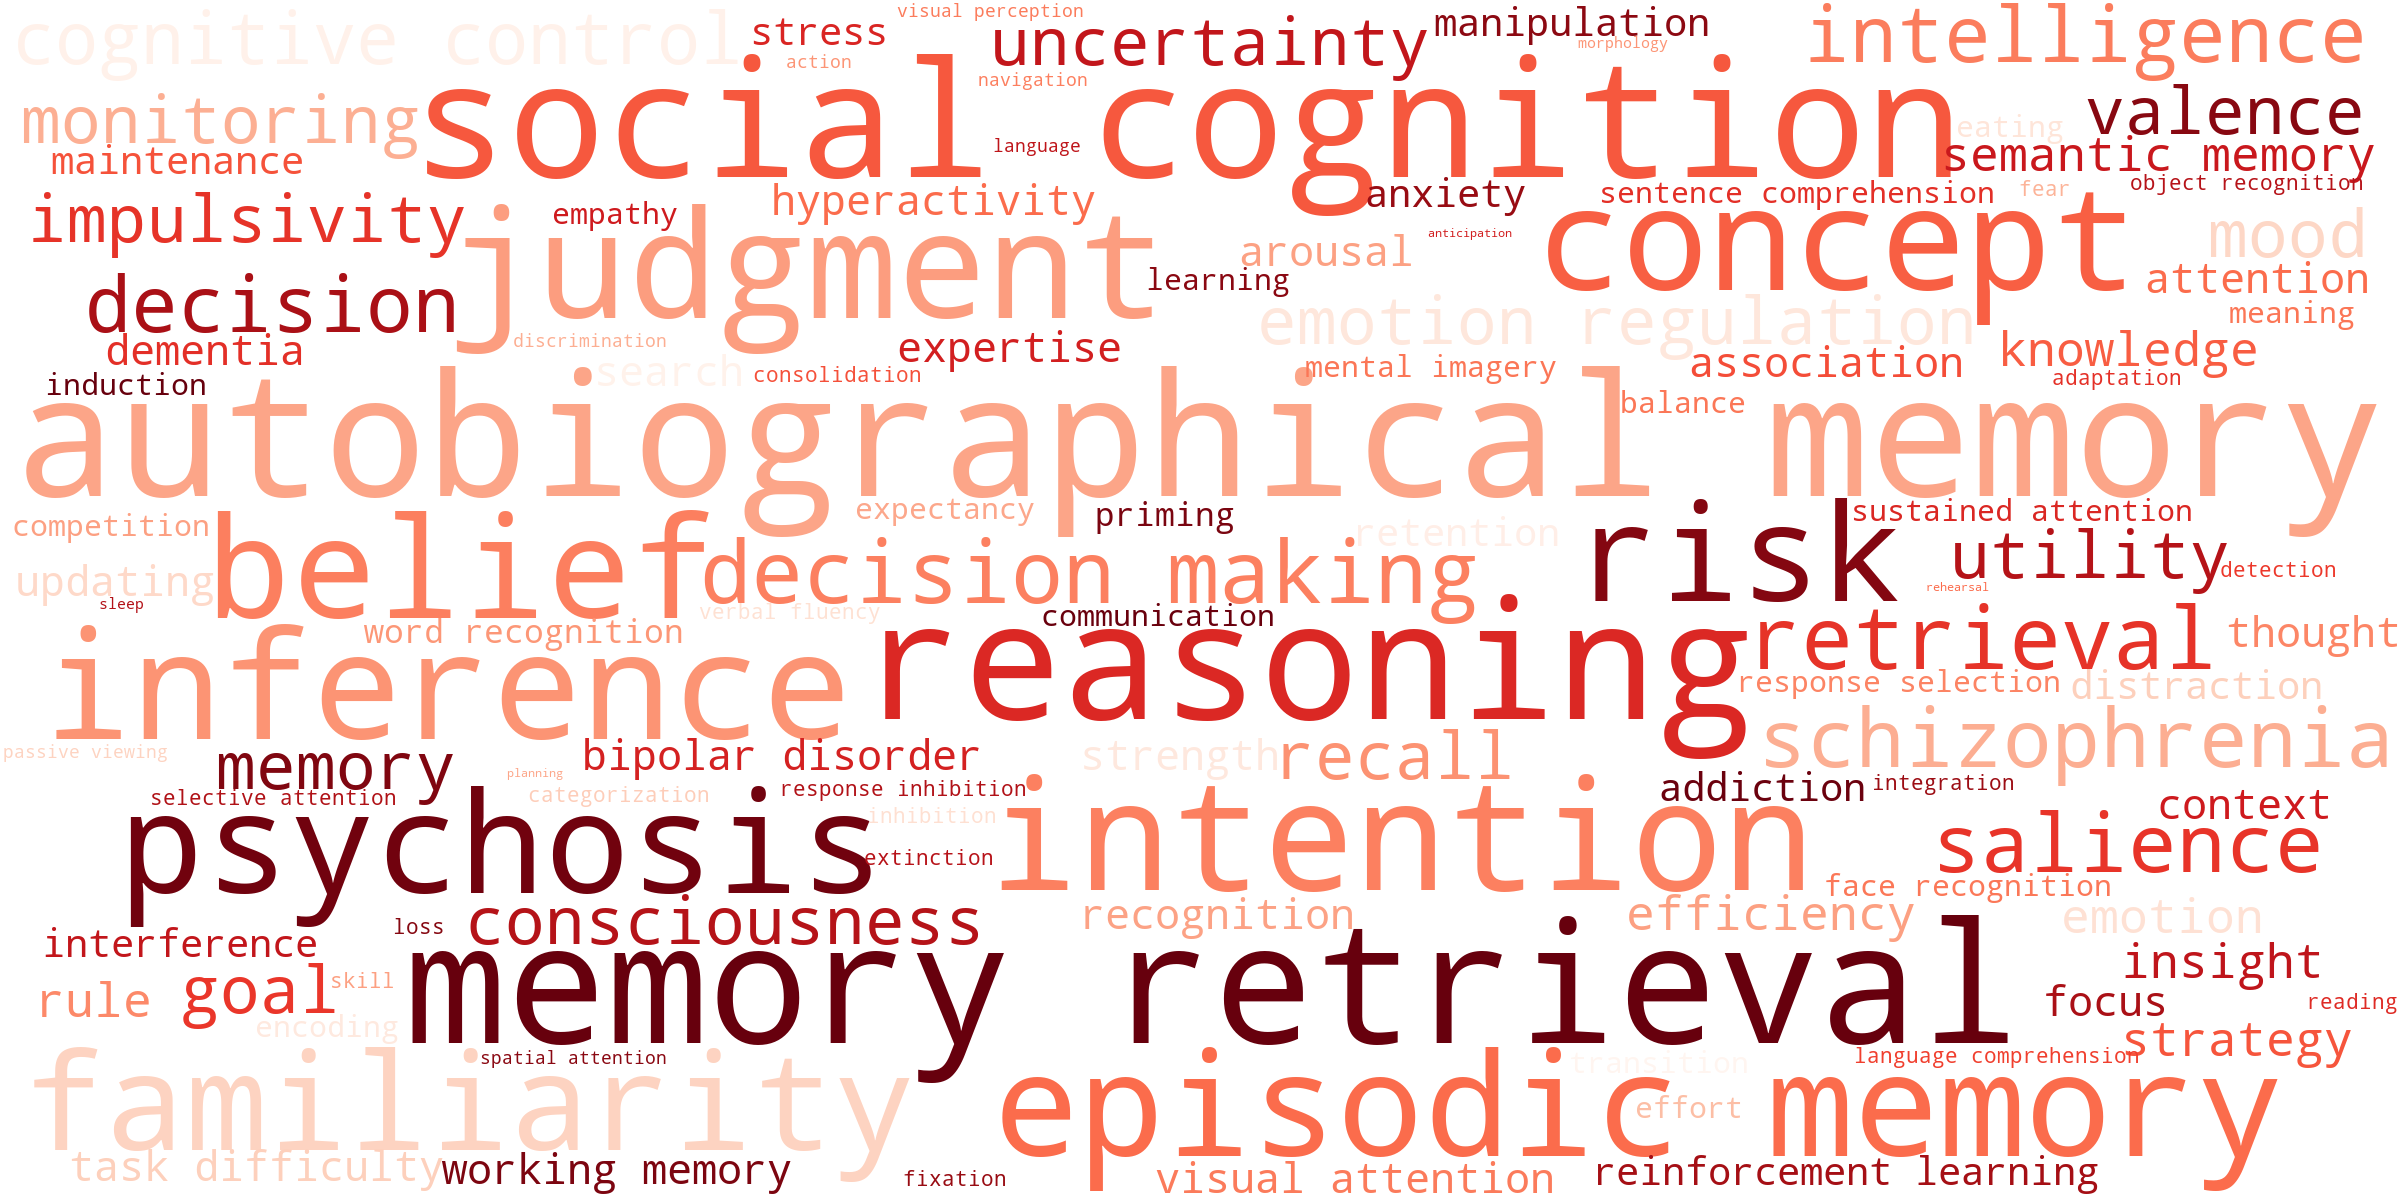 cognitive control
stress
visual perception
action
uncertainty
navigation
manipulation
morphology
intelligence
monitoring
social cognition
language
eating
valence
maintenance
semantic memory
impulsivity
empathy
hyperactivity
anxiety
sentence comprehension
fear
object recognition
judgment
arousal
anticipation
concept
mood
decision
learning
attention
emotion regulation
meaning
dementia
discrimination
expertise
search
consolidation
mental imagery
association
knowledge
adaptation
induction
autobiographical memory
balance
competition
expectancy
priming
retention
risk
sustained attention
belief
decision making
utility
detection
updating
sleep
verbal fluency
communication
rehearsal
word recognition
inference
reasoning
retrieval
thought
response selection
distraction
passive viewing
memory
bipolar disorder
strength
recall
schizophrenia
planning
selective attention
categorization
response inhibition
addiction
integration
psychosis
inhibition
intention
context
salience
extinction
face recognition
interference
loss
consciousness
recognition
efficiency
emotion
rule
goal
skill
memory retrieval
insight
focus
reading
encoding
spatial attention
transition
language comprehension
strategy
familiarity
episodic memory
effort
task difficulty
working memory
fixation
visual attention
reinforcement learning